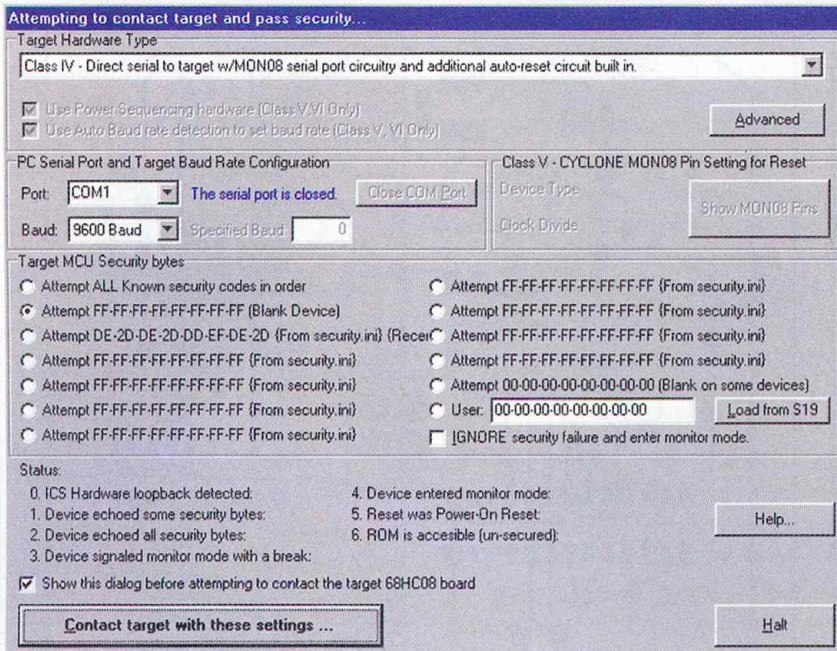 Attempting to contact target and pass security...
Target Hardware Type
Class IV - Direct serial to target w/MON08 serial port circuitry and additional auto-reset circuit built in.
Use Power Sequencing hardware (Class V,VI Only)
Use Auto Baud rate detection to set baud rate (Class V, VI Only)
Advanced
PC Serial Port and Target Baud Rate Configuration
Port: COM1 The serial port is closed. Close COM Port
Baud: 9600 Baud Specified Baud 0
Class V - CYCLONE MON08 Pin Setting for Reset
Device Type
Clock Divide
Show MON08 Pins
Target MCU Security bytes
Attempt ALL Known security codes in order
Attempt FF-FF-FF-FF-FF-FF-FF-FF (Blank Device)
Attempt DE-2D-DE-2D-DD-EF-DE-2D {From security.ini} {Recen
Attempt FF-FF-FF-FF-FF-FF-FF-FF {From security.ini}
Attempt FF-FF-FF-FF-FF-FF-FF-FF {From security.ini}
Attempt FF-FF-FF-FF-FF-FF-FF-FF {From security.ini}
Attempt FF-FF-FF-FF-FF-FF-FF-FF {From security.ini}
Attempt FF-FF-FF-FF-FF-FF-FF-FF {From security.ini}
Attempt FF-FF-FF-FF-FF-FF-FF-FF {From security.ini}
Attempt FF-FF-FF-FF-FF-FF-FF-FF {From security.ini}
Attempt FF-FF-FF-FF-FF-FF-FF-FF {From security.ini}
Attempt 00-00-00-00-00-00-00-00 (Blank on some devices)
User: 00-00-00-00-00-00-00-00 Load from S19
IGNORE security failure and enter monitor mode.
Status:
0. ICS Hardware loopback detected:
1. Device echoed some security bytes:
2. Device echoed all security bytes:
3. Device signaled monitor mode with a break:
4. Device entered monitor mode:
5. Reset was Power-On Reset:
6. ROM is accesible (un-secured):
Help...
Show this dialog before attempting to contact the target 68HC08 board
Contact target with these settings ...
Halt